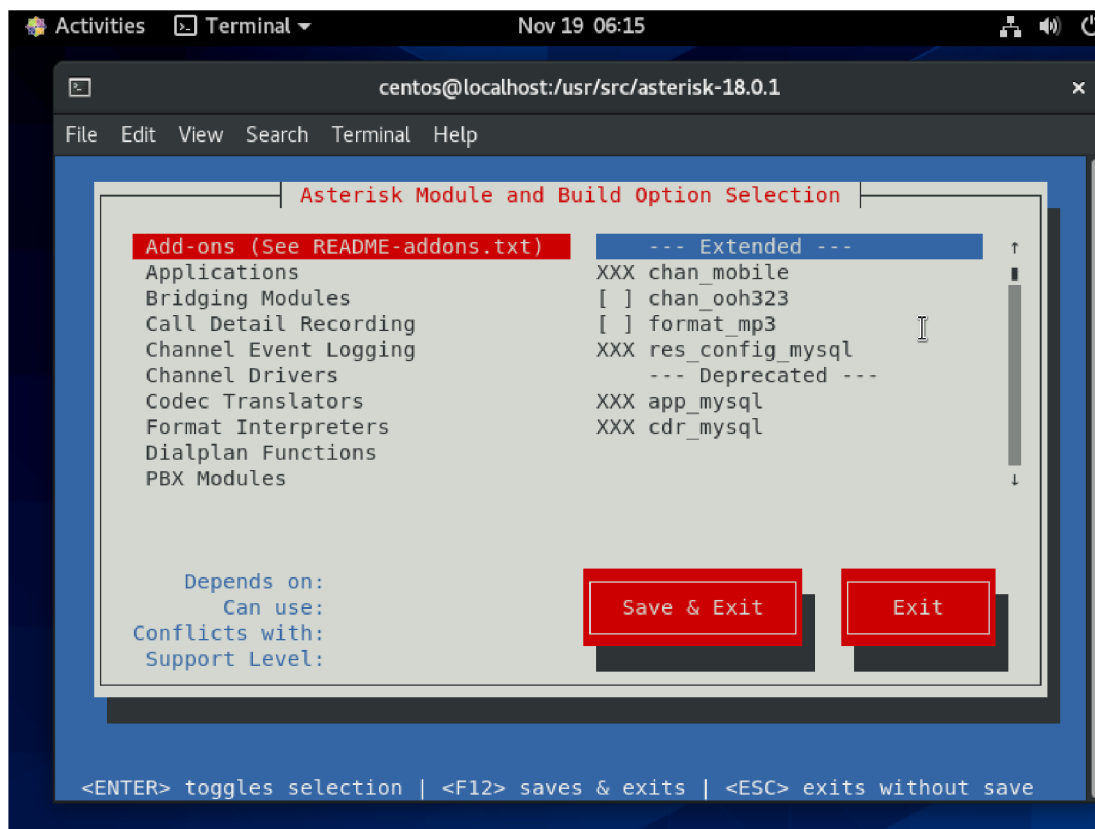 Activities Terminal Nov 19 06:15
centos@localhost:/usr/src/asterisk-18.0.1 ×
File Edit View Search Terminal Help
Asterisk Module and Build Option Selection
Add-ons (See README-addons.txt) --- Extended ---
Applications XXX chan_mobile
Bridging Modules [ ] chan_ooh323
Call Detail Recording [ ] format_mp3
Channel Event Logging XXX res_config_mysql
Channel Drivers --- Deprecated ---
Codec Translators XXX app_mysql
Format Interpreters XXX cdr_mysql
Dialplan Functions
PBX Modules
Depends on:
Can use: Save & Exit Exit
Conflicts with:
Support Level:
<ENTER> toggles selection | <F12> saves & exits | <ESC> exits without save